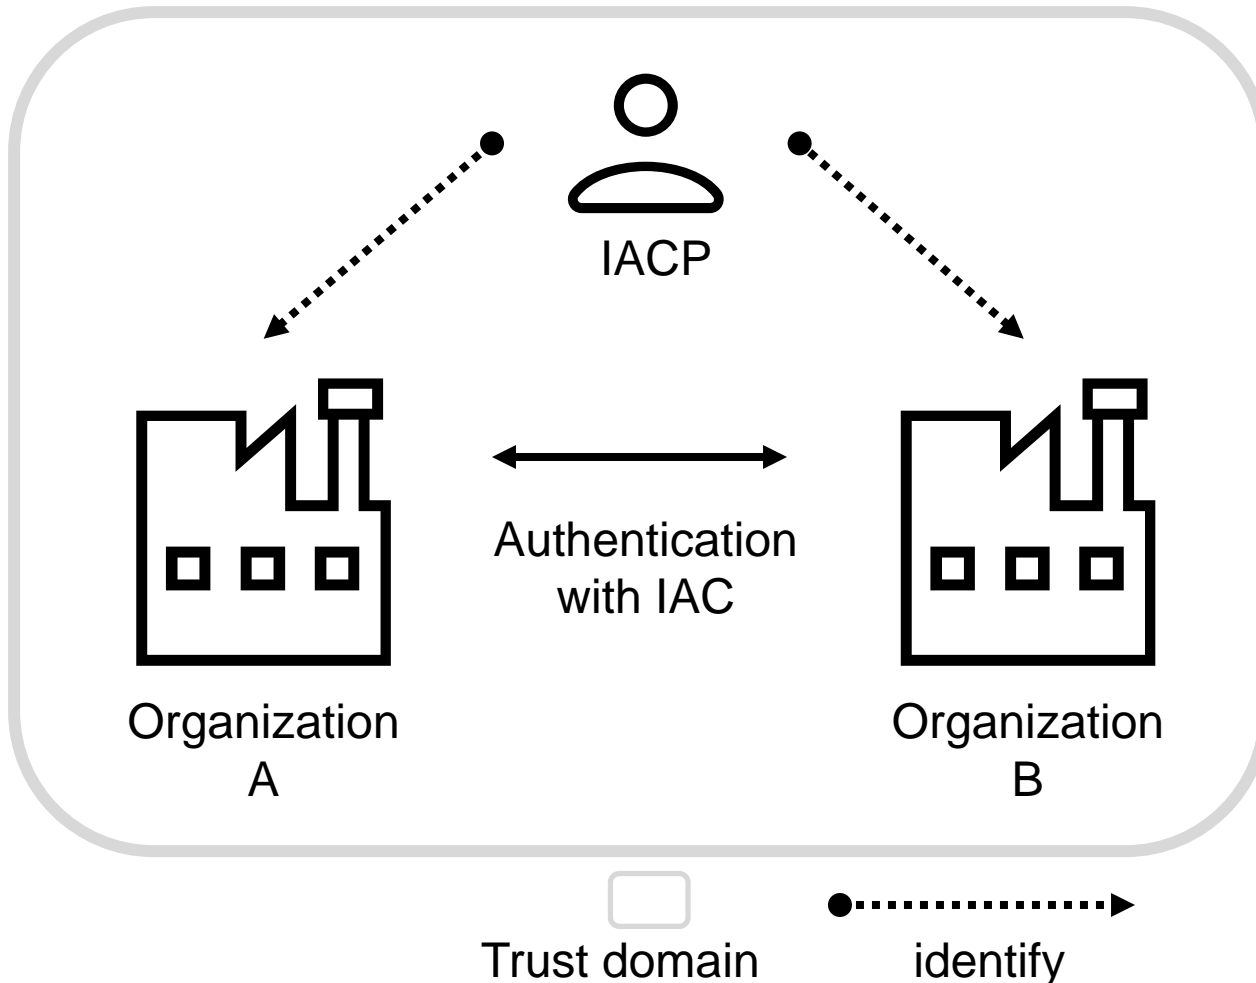 IACP
Authentication
with IAC
Organization
A
Organization
B
Trust domain
identify